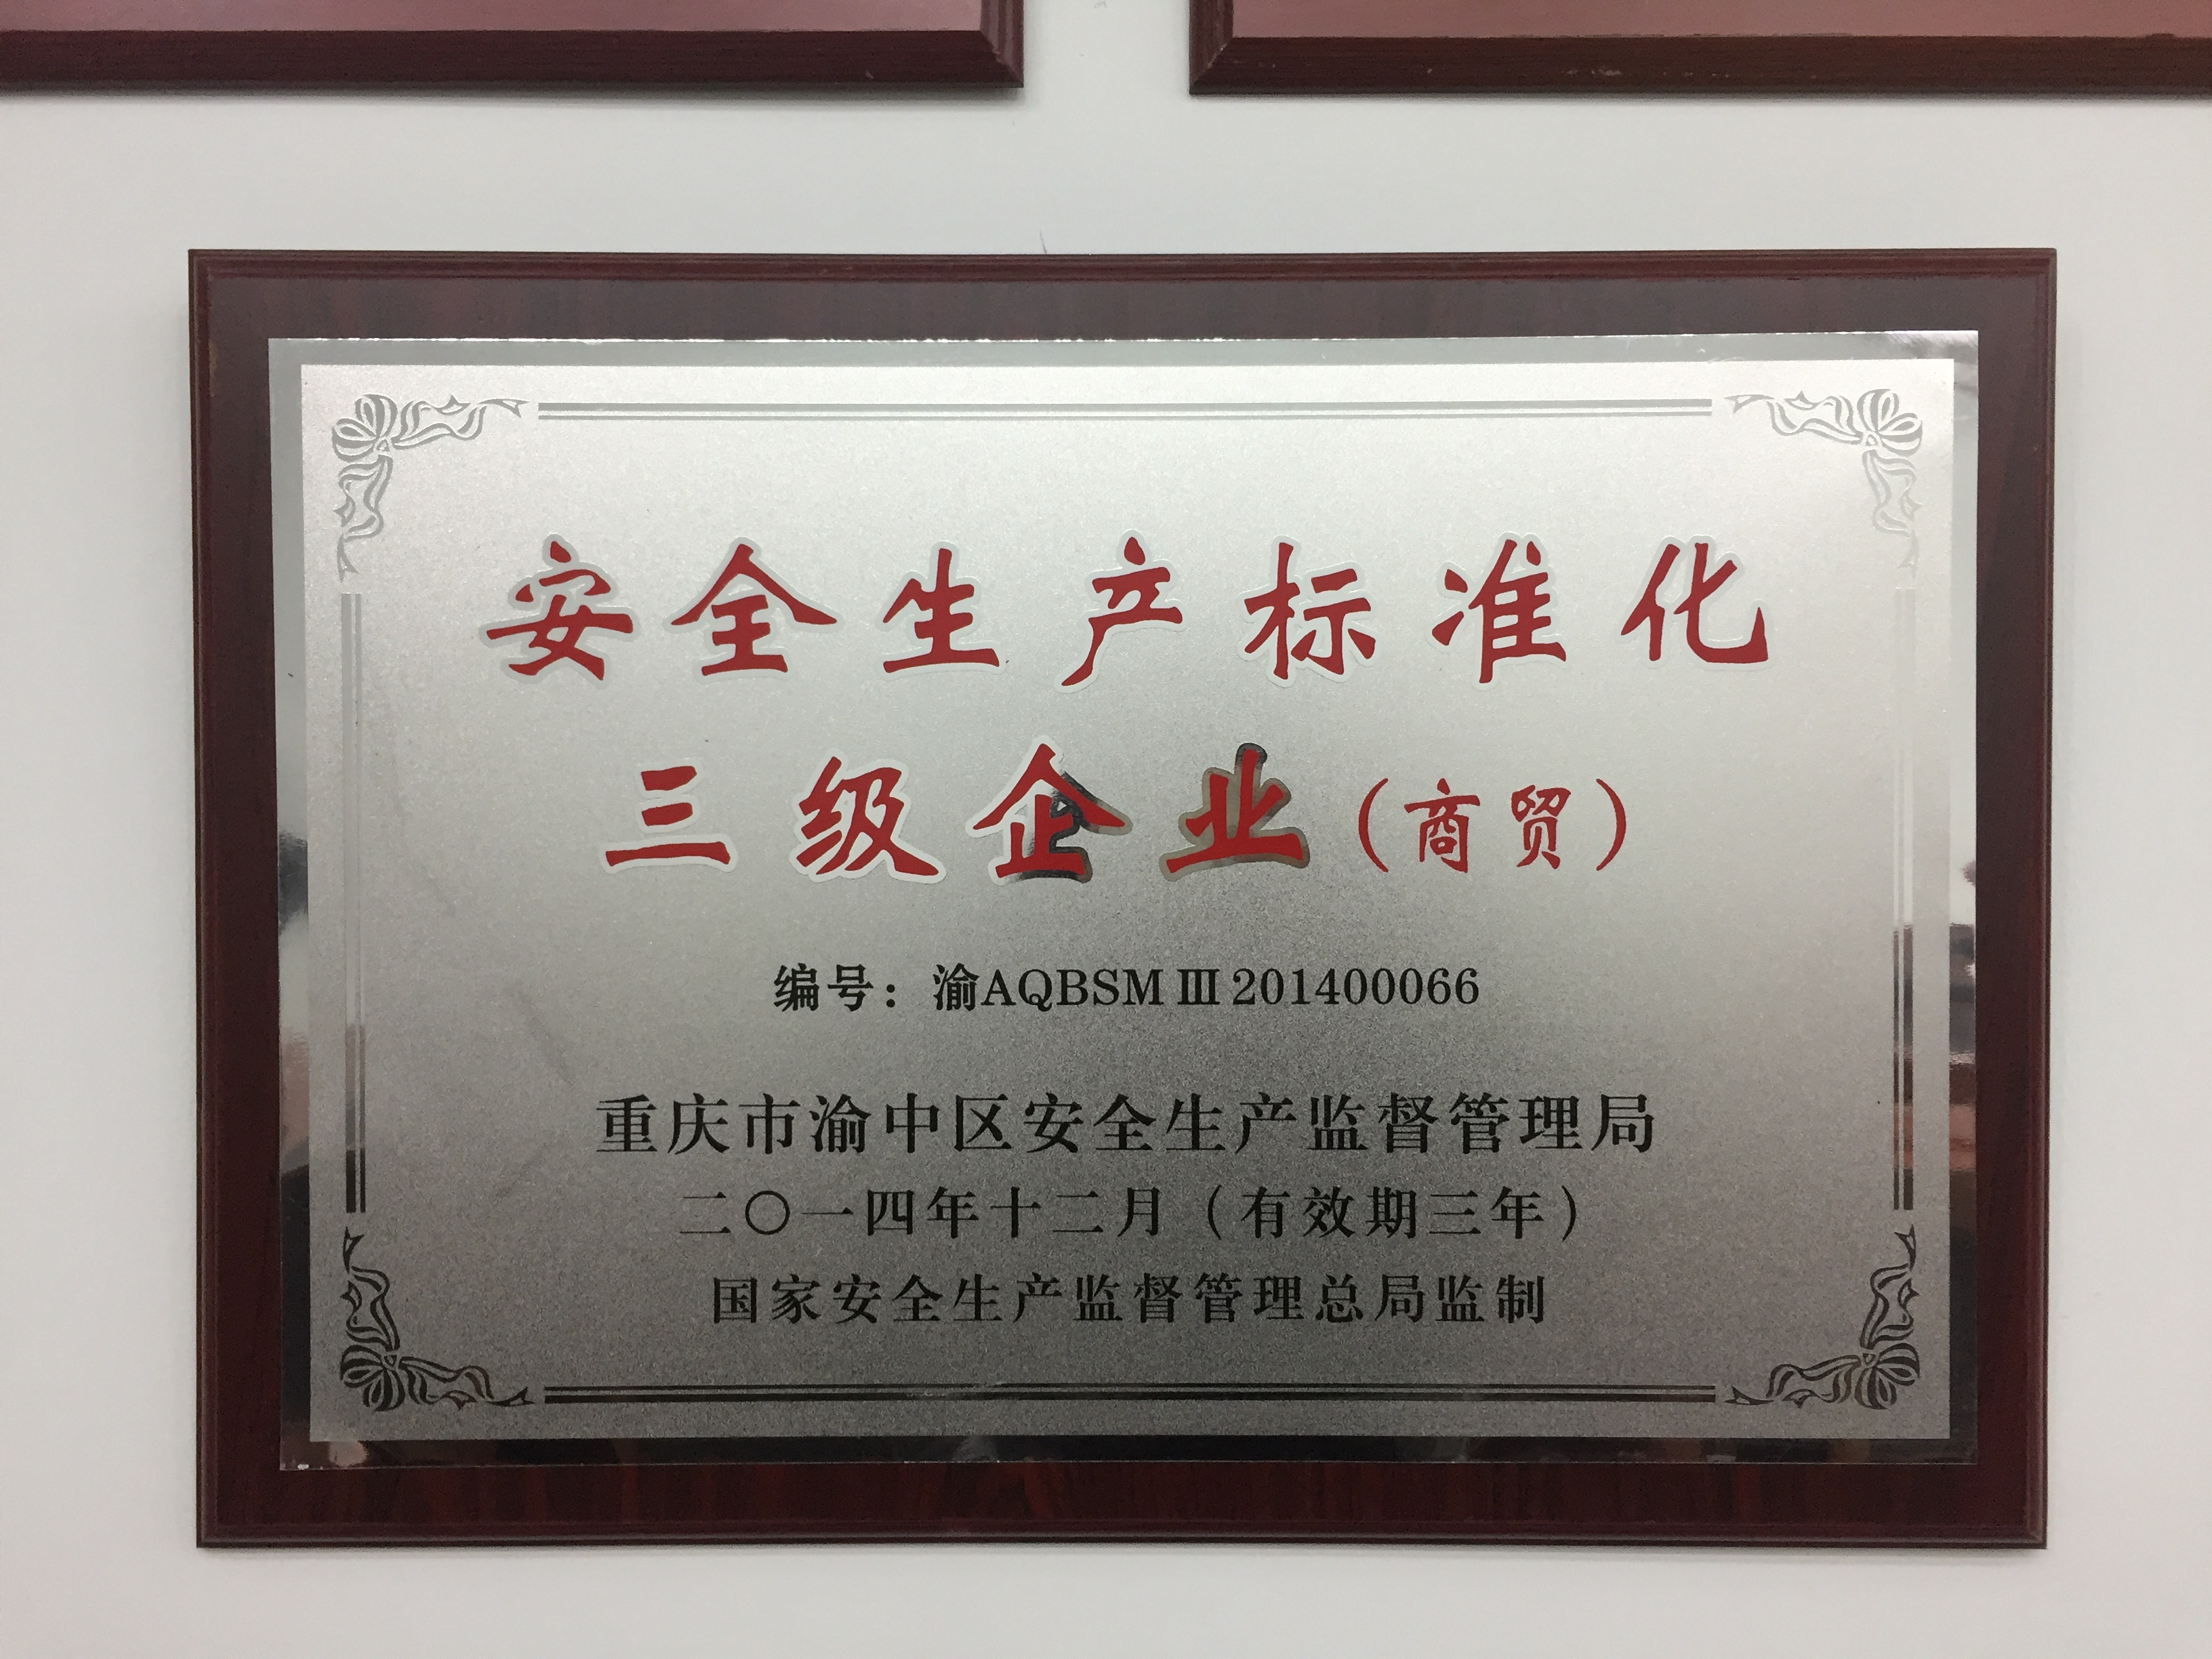 安全生产标准化
三级企业（商贸）
编号：渝AQBSMⅢ201400066
重庆市渝中区安全生产监督管理局
二〇一四年十二月（有效期三年）
国家安全生产监督管理总局监制